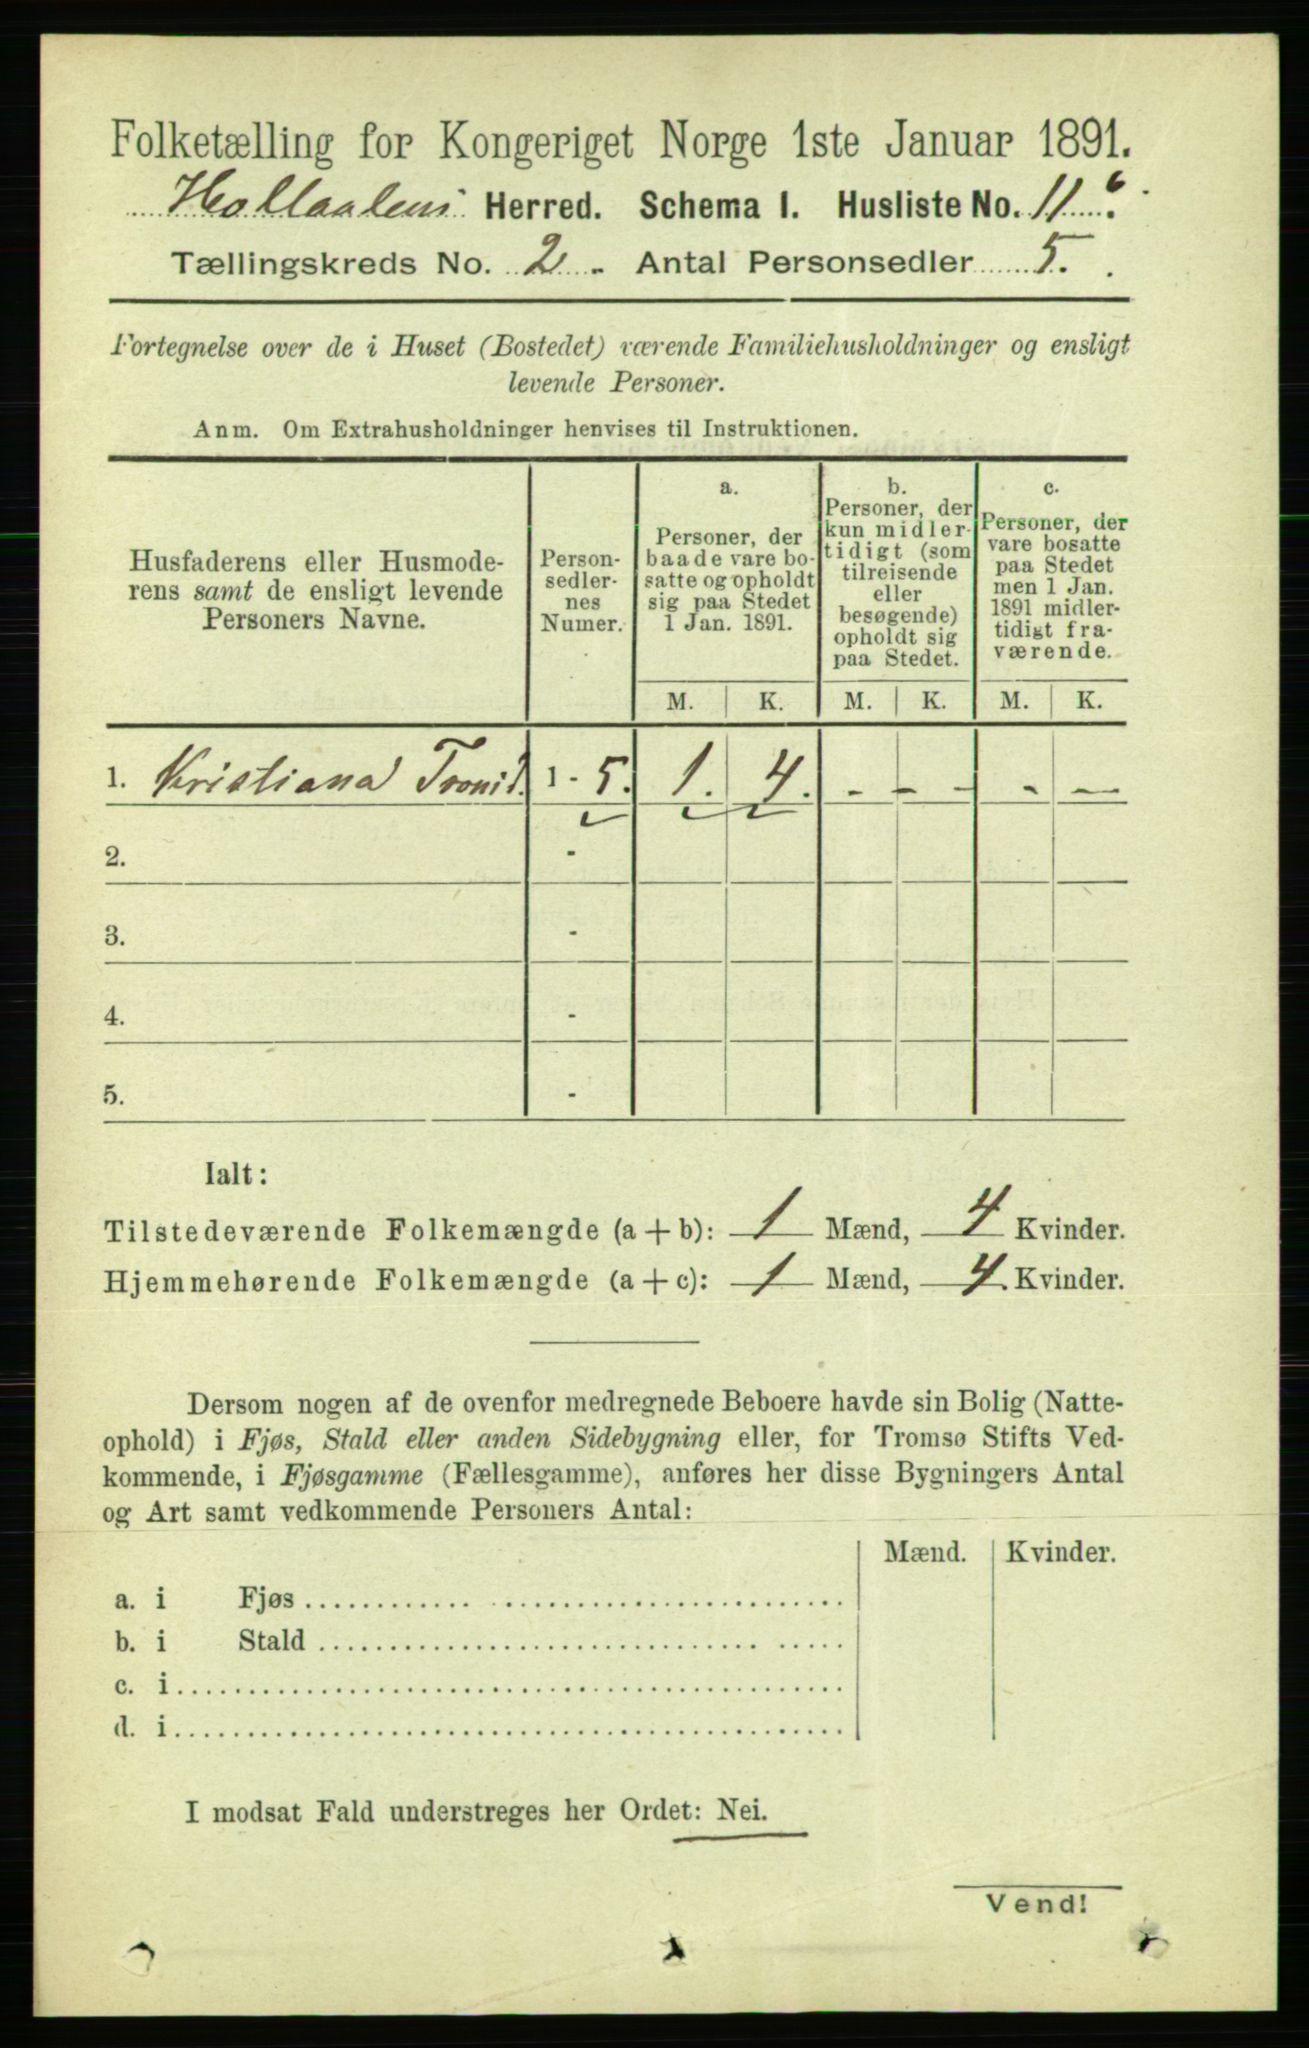 Folketælling for Kongeriget Norge 1ste Januar 1891.
Holtaalens Herred. Schema 1. Husliste No. 11 6.
Tællingskreds No. 2. Antal Personsedler 5.
Fortegnelse over de i Huset (Bostedet) værende Familiehusholdninger og ensligt
levende Personer.
Anm. Om Extrahusholdninger henvises til Instruktionen.
Husfaderens eller Husmode-
rens samt de ensligt levende
Personers Navne.
Person-
sedler-
nes
Numer.
a.
Personer, der
baade vare bo-
satte og opholdt
sig paa Stedet
1 Jan. 1891.
b.
Personer, der
kun midler-
tidigt (som
tilreisende
eller
besøgende)
opholdt sig
paa Stedet.
c.
Personer, der
vare bosatte
paa Stedet
men 1 Jan.
1891 midler-
tidigt fra-
værende.
M. K. M. K. M. K.
1. Kristiana 1 - 5. 1. 4. - - - -
2. -
3. -
4. -
5. -
Ialt:
Tilstedeværende Folkemængde (a + b): 1 Mænd, 4 Kvinder.
Hjemmehørende Folkemængde (a + c): 1 Mænd, 4 Kvinder.
Dersom nogen af de ovenfor medregnede Beboere havde sin Bolig (Natte-
ophold) i Fjøs, Stald eller anden Sidebygning eller, for Tromsø Stifts Ved-
kommende, i Fjøsgamme (Fællesgamme), anføres her disse Bygningers Antal
og Art samt vedkommende Personers Antal:
Mænd. Kvinder.
a. i Fjøs
b. i Stald
c. i
d. i
I modsat Fald understreges her Ordet: Nei.
Vend!